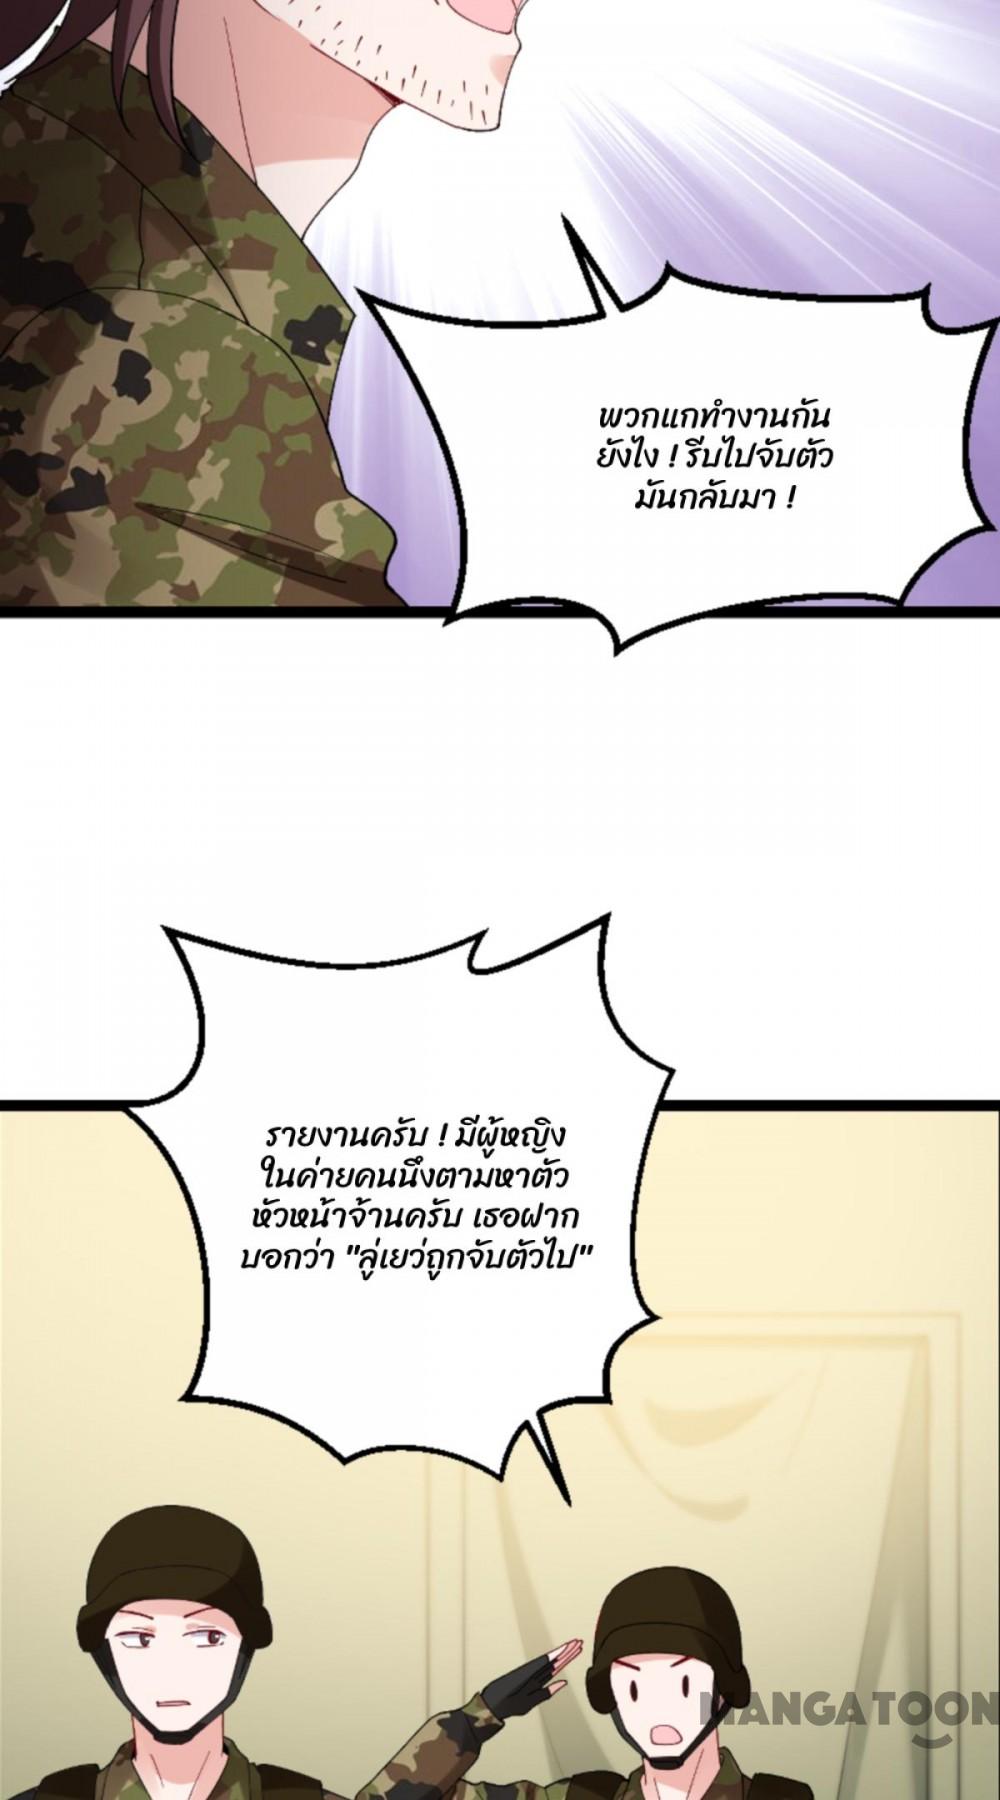 พวกแกทำงานกัน
ยังไง ! รีบไปจับตัว
มันกลับมา !
รายงานครับ ! มีผู้หญิง
ในค่ายคนนึงตามหาตัว
หัวหน้าจ้านครับ เธอฝาก
บอกว่า "ลู่เยว่ถูกจับตัวไป"
MANGATOON